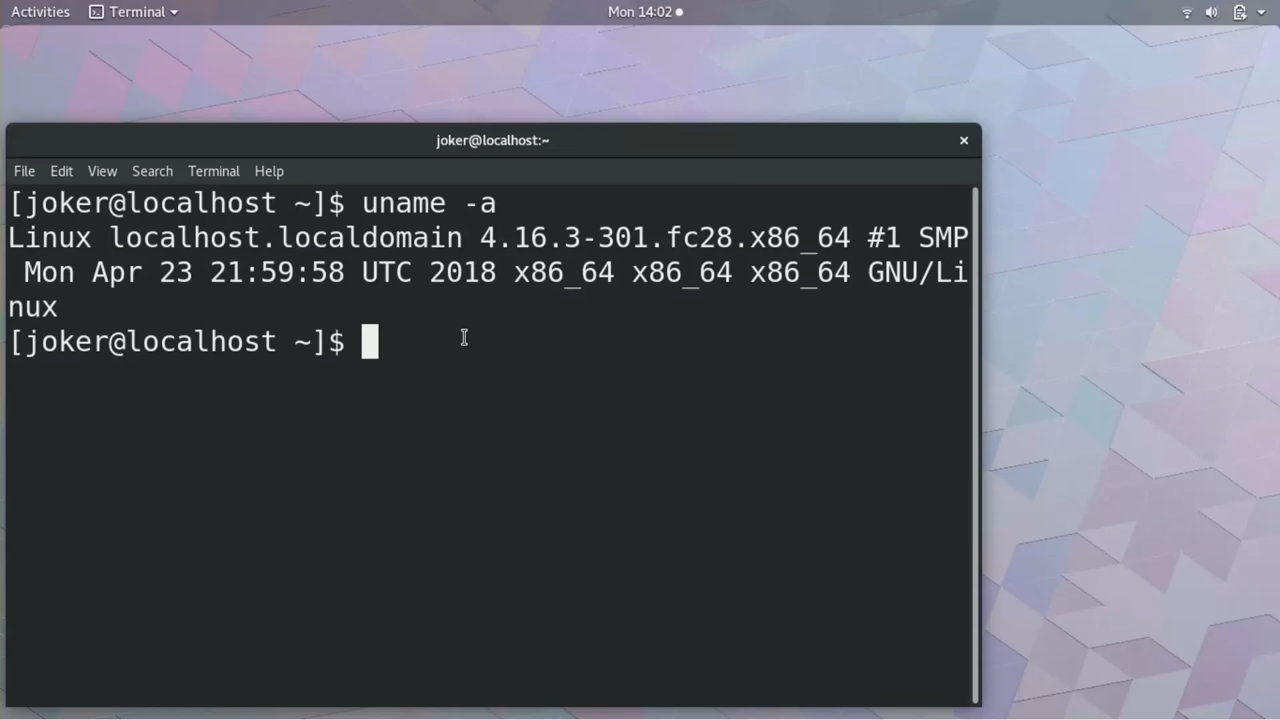 Activities Terminal Mon 14:02
joker@localhost:~
File Edit View Search Terminal Help
[joker@localhost ~]$ uname -a
Linux localhost.localdomain 4.16.3-301.fc28.x86_64 #1 SMP
 Mon Apr 23 21:59:58 UTC 2018 x86_64 x86_64 x86_64 GNU/Li
nux
[joker@localhost ~]$